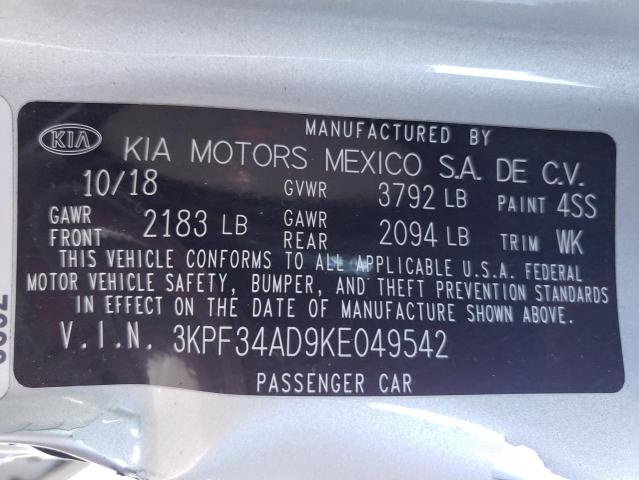 MANUFACTURED BY
KIA KIA MOTORS MEXICO S.A. DE C.V.
10/18 GVWR 3792 LB PAINT 4SS
GAWR FRONT 2183 LB GAWR REAR 2094 LB TRIM WK
THIS VEHICLE CONFORMS TO ALL APPLICABLE U.S.A. FEDERAL
MOTOR VEHICLE SAFETY, BUMPER, AND THEFT PREVENTION STANDARDS
IN EFFECT ON THE DATE OF MANUFACTURE SHOWN ABOVE.
V.I.N. 3KPF34AD9KE049542
PASSENGER CAR